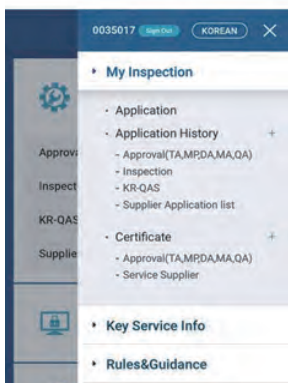 0035017 Sign Out KOREAN
My Inspection
Application
Application History +
- Approval(TA,MP,DA,MA,QA)
- Inspection
- KR-QAS
- Supplier Application list
Certificate +
- Approval(TA,MP,DA,MA,QA)
- Service Supplier
Key Service Info
Rules&Guidance
Approva
Inspect
KR-QAS
Supplie